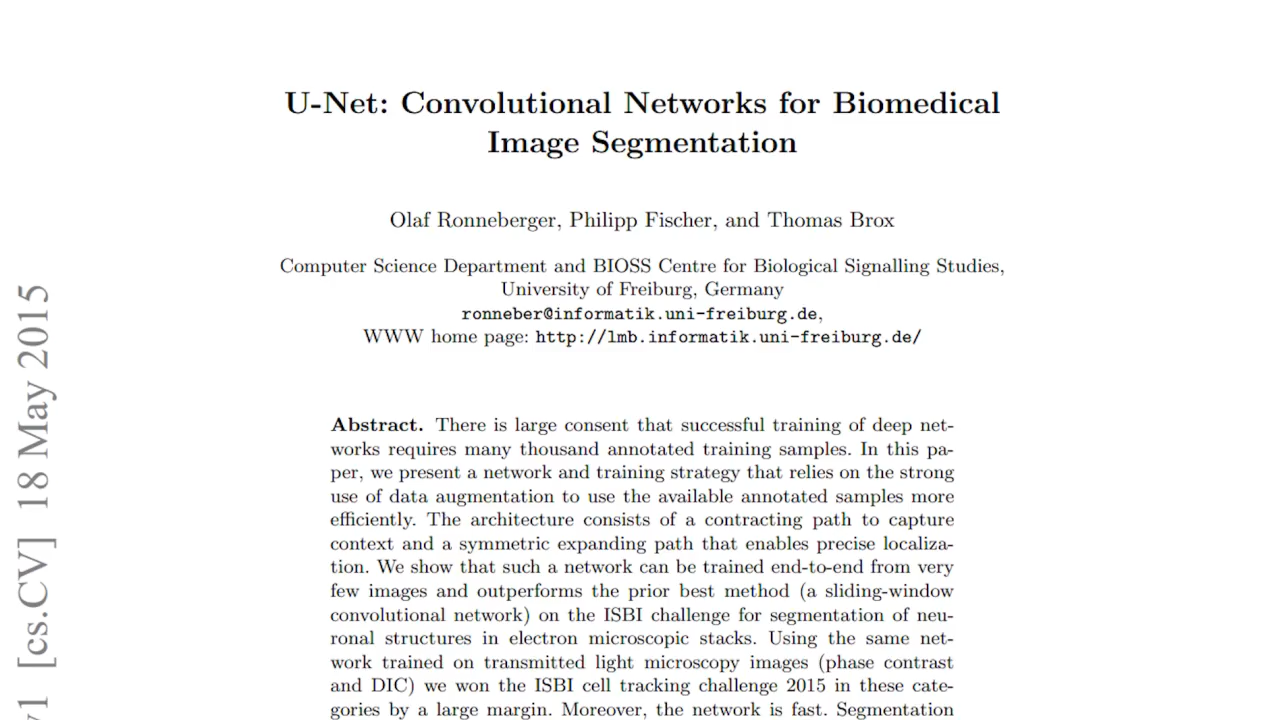 U-Net: Convolutional Networks for Biomedical
Image Segmentation
Olaf Ronneberger, Philipp Fischer, and Thomas Brox
Computer Science Department and BIOSS Centre for Biological Signalling Studies,
University of Freiburg, Germany
ronneber@informatik.uni-freiburg.de,
WWW home page: http://lmb.informatik.uni-freiburg.de/
Abstract. There is large consent that successful training of deep net-
works requires many thousand annotated training samples. In this pa-
per, we present a network and training strategy that relies on the strong
use of data augmentation to use the available annotated samples more
efficiently. The architecture consists of a contracting path to capture
context and a symmetric expanding path that enables precise localiza-
tion. We show that such a network can be trained end-to-end from very
few images and outperforms the prior best method (a sliding-window
convolutional network) on the ISBI challenge for segmentation of neu-
ronal structures in electron microscopic stacks. Using the same net-
work trained on transmitted light microscopy images (phase contrast
and DIC) we won the ISBI cell tracking challenge 2015 in these cate-
gories by a large margin. Moreover, the network is fast. Segmentation
v1 [cs.CV] 18 May 2015